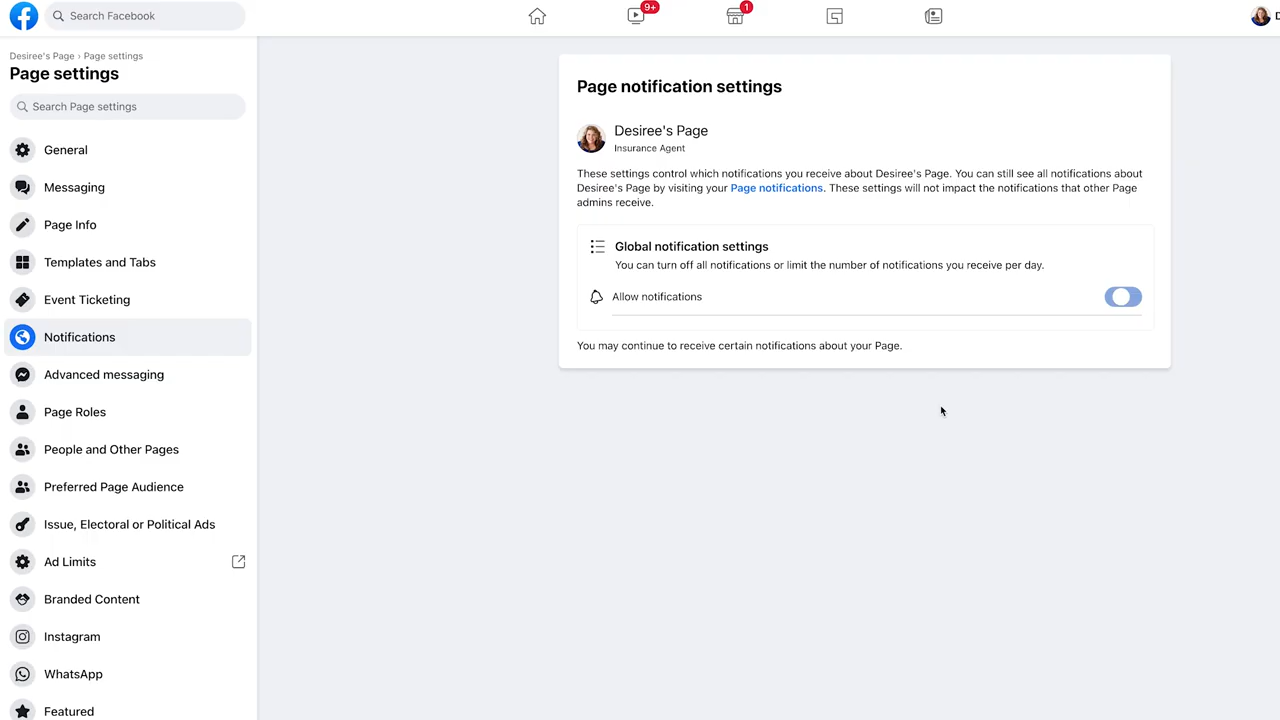 Search Facebook
9+
1
D
Desiree's Page › Page settings
Page settings
Search Page settings
General
Messaging
Page Info
Templates and Tabs
Event Ticketing
Notifications
Advanced messaging
Page Roles
People and Other Pages
Preferred Page Audience
Issue, Electoral or Political Ads
Ad Limits
Branded Content
Instagram
WhatsApp
Featured
Page notification settings
Desiree's Page
Insurance Agent
These settings control which notifications you receive about Desiree's Page. You can still see all notifications about
Desiree's Page by visiting your Page notifications. These settings will not impact the notifications that other Page
admins receive.
Global notification settings
You can turn off all notifications or limit the number of notifications you receive per day.
Allow notifications
You may continue to receive certain notifications about your Page.